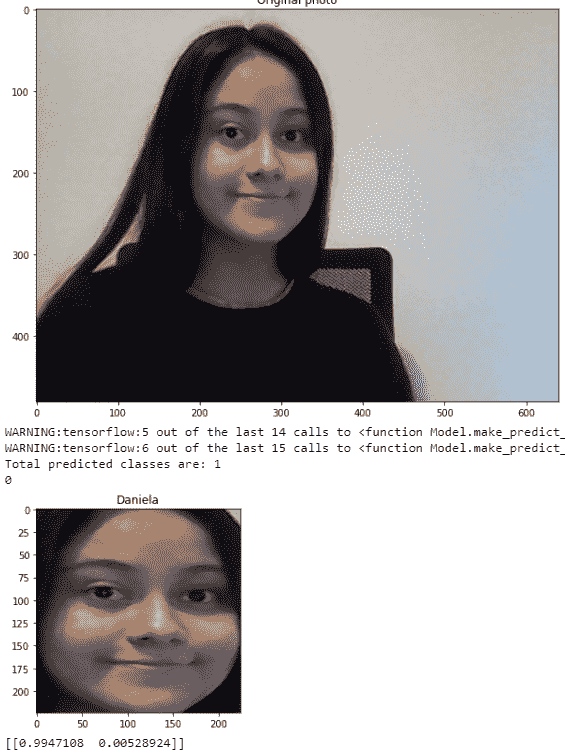 Original photo
0
100
200
300
400
0 100 200 300 400 500 600
WARNING:tensorflow:5 out of the last 14 calls to <function Model.make_predict_
WARNING:tensorflow:6 out of the last 15 calls to <function Model.make_predict_
Total predicted classes are: 1
0
Daniela
0
25
50
75
100
125
150
175
200
0 50 100 150 200
[[0.9947108 0.00528924]]